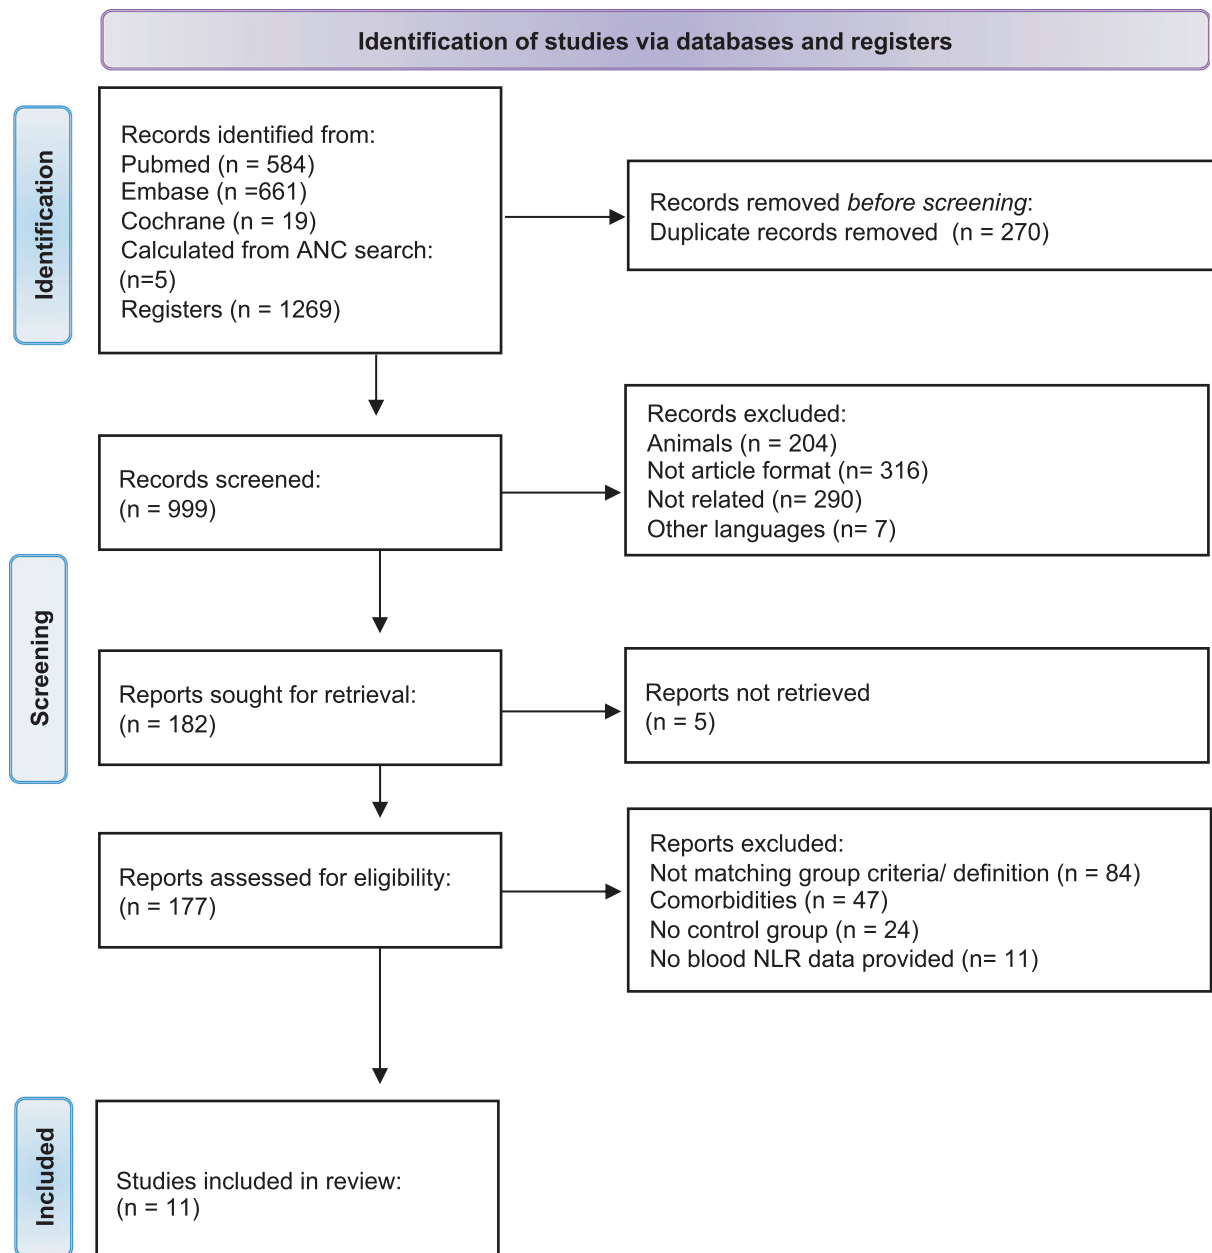 Identification of studies via databases and registers
Identification
Records identified from:
Pubmed (n = 584)
Embase (n =661)
Cochrane (n = 19)
Calculated from ANC search:
(n=5)
Registers (n = 1269)
Records removed before screening:
Duplicate records removed  (n = 270)
Screening
Records screened:
(n = 999)
Records excluded:
Animals (n = 204)
Not article format (n= 316)
Not related (n= 290)
Other languages (n= 7)
Reports sought for retrieval:
(n = 182)
Reports not retrieved
(n = 5)
Reports assessed for eligibility:
(n = 177)
Reports excluded:
Not matching group criteria/ definition (n = 84)
Comorbidities (n = 47)
No control group (n = 24)
No blood NLR data provided (n= 11)
Included
Studies included in review:
(n = 11)